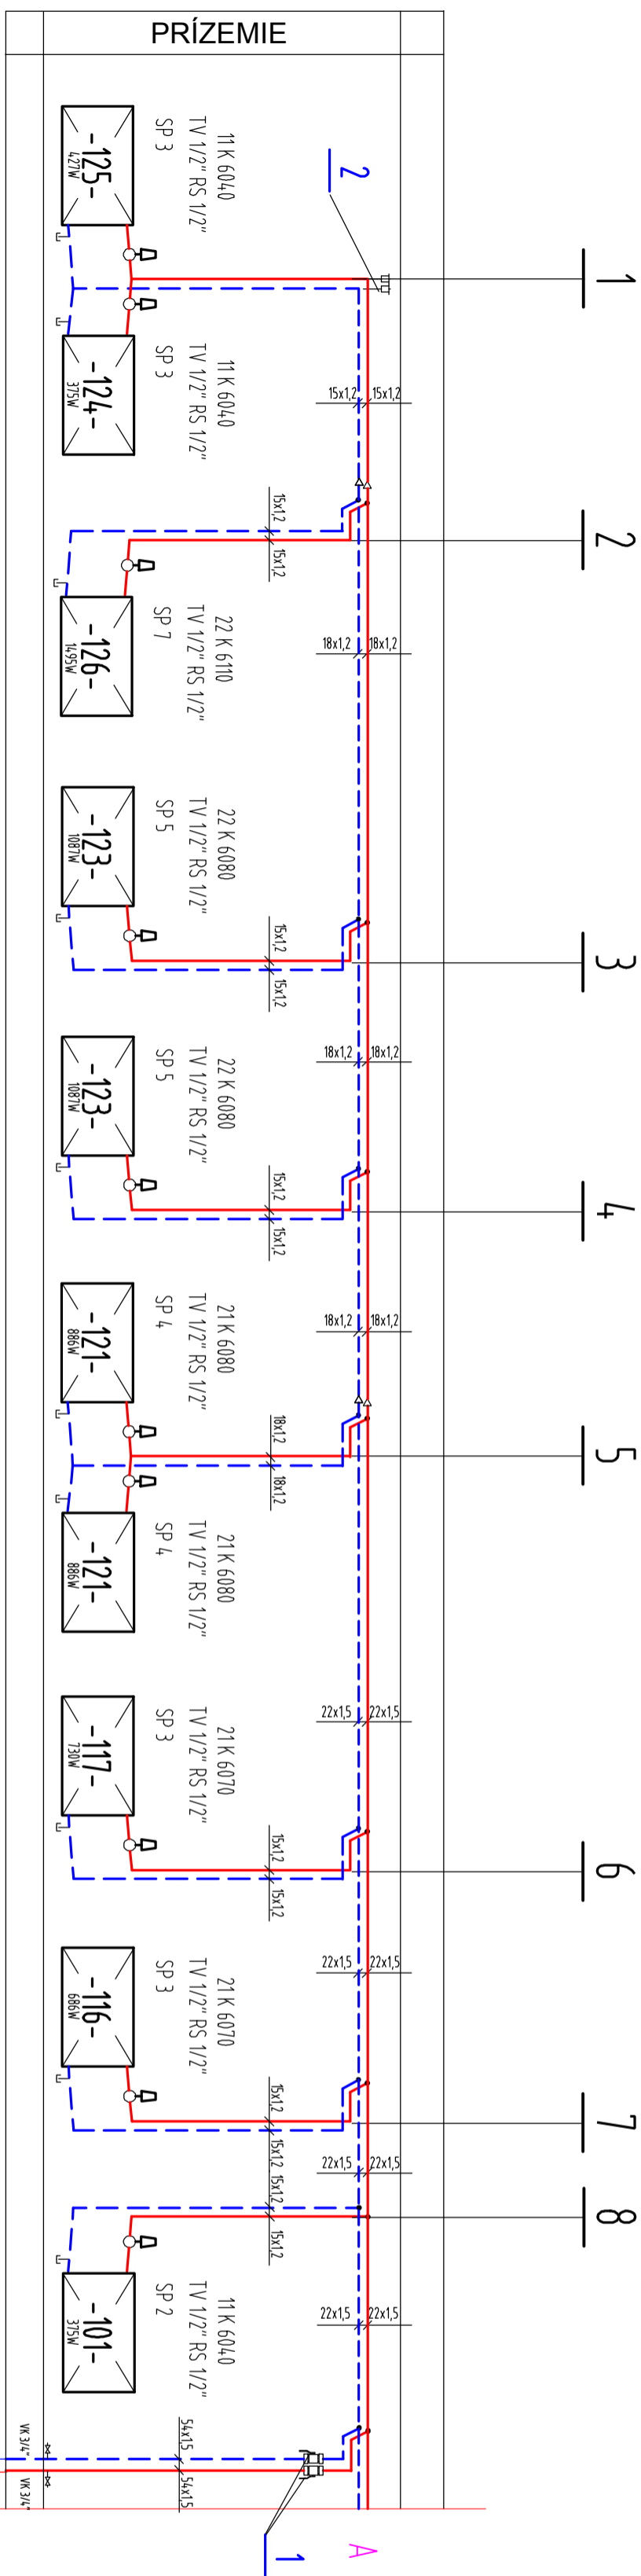 PRÍZEMIE
1
2
3
4
5
6
7
8
2
15x1,2 15x1,2
18x1,2 18x1,2
18x1,2 18x1,2
18x1,2 18x1,2
22x1,5 22x1,5
22x1,5 22x1,5
22x1,5 22x1,5
22x1,5 22x1,5
11 K 6040
TV 1/2" RS 1/2"
SP 3
-125-
427W
11 K 6040
TV 1/2" RS 1/2"
SP 3
-124-
375W
15x1,2
15x1,2
22 K 6110
TV 1/2" RS 1/2"
SP 7
-126-
1495W
22 K 6080
TV 1/2" RS 1/2"
SP 5
-123-
1087W
15x1,2
15x1,2
22 K 6080
TV 1/2" RS 1/2"
SP 5
-123-
1087W
15x1,2
15x1,2
21 K 6080
TV 1/2" RS 1/2"
SP 4
-121-
886W
18x1,2
18x1,2
21 K 6080
TV 1/2" RS 1/2"
SP 4
-121-
886W
21 K 6070
TV 1/2" RS 1/2"
SP 3
-117-
730W
15x1,2
15x1,2
21 K 6070
TV 1/2" RS 1/2"
SP 3
-116-
686W
15x1,2
15x1,2
15x1,2
15x1,2
11 K 6040
TV 1/2" RS 1/2"
SP 2
-101-
375W
54x1,5
54x1,5
VK 3/4"
VK 3/4"
1
A